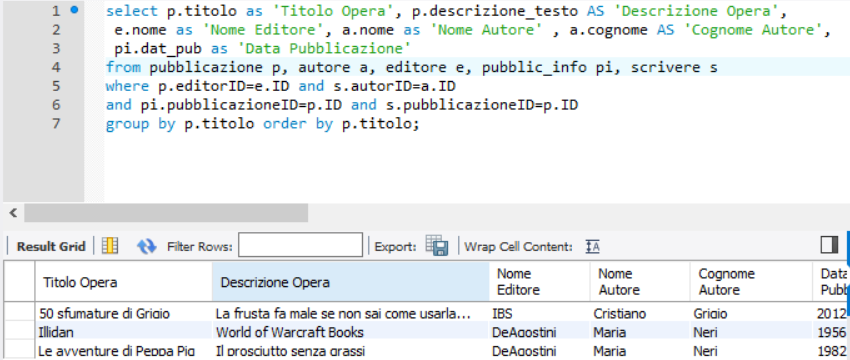 1 select p.titolo as 'Titolo Opera', p.descrizione_testo AS 'Descrizione Opera',
2 e.nome as 'Nome Editore', a.nome as 'Nome Autore' , a.cognome AS 'Cognome Autore',
3 pi.dat_pub as 'Data Pubblicazione'
4 from pubblicazione p, autore a, editore e, pubblic_info pi, scrivere s
5 where p.editorID=e.ID and s.autorID=a.ID
6 and pi.pubblicazioneID=p.ID and s.pubblicazioneID=p.ID
7 group by p.titolo order by p.titolo;
Result Grid Filter Rows: Export: Wrap Cell Content: IA
Titolo Opera Descrizione Opera Nome Editore Nome Autore Cognome Autore Data Pubb
50 sfumature di Grigio La frusta fa male se non sai come usarla... IBS Cristiano Grigio 2012
Illidan World of Warcraft Books DeAgostini Maria Neri 1956
Le avventure di Peppa Pig Il prosciutto senza grassi DeAgostini Maria Neri 1982